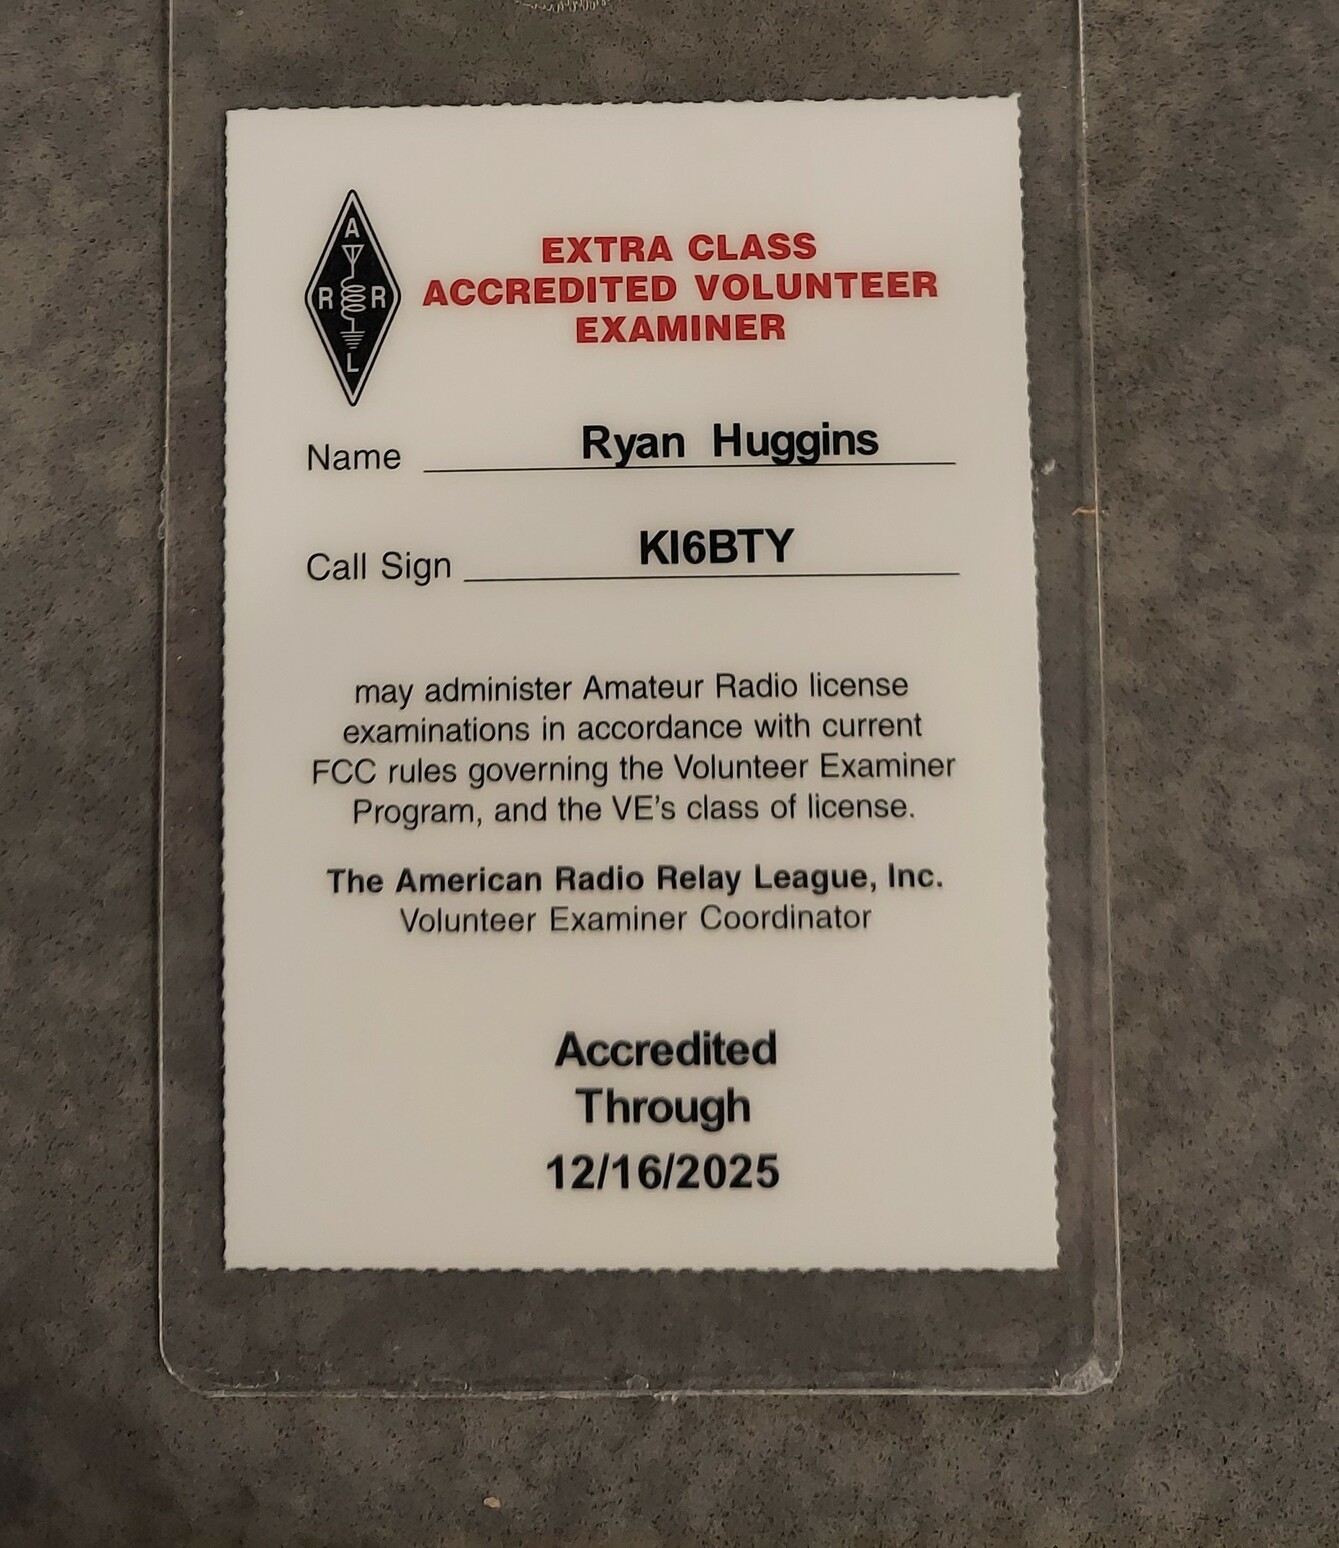 A
R R
L
EXTRA CLASS
ACCREDITED VOLUNTEER
EXAMINER
Name Ryan Huggins
Call Sign KI6BTY
may administer Amateur Radio license
examinations in accordance with current
FCC rules governing the Volunteer Examiner
Program, and the VE's class of license.
The American Radio Relay League, Inc.
Volunteer Examiner Coordinator
Accredited
Through
12/16/2025